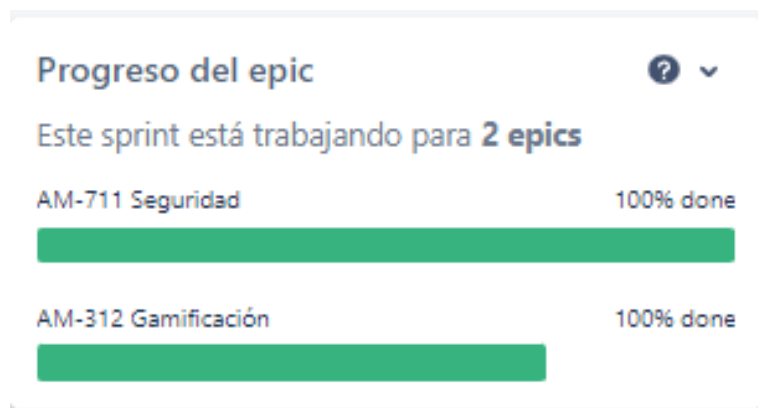 Progreso del epic
Este sprint está trabajando para 2 epics
AM-711 Seguridad 100% done
AM-312 Gamificación 100% done